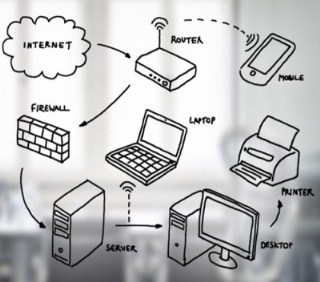 INTERNET
ROUTER
MOBILE
FIREWALL
LAPTOP
PRINTER
SERVER
DESKTOP